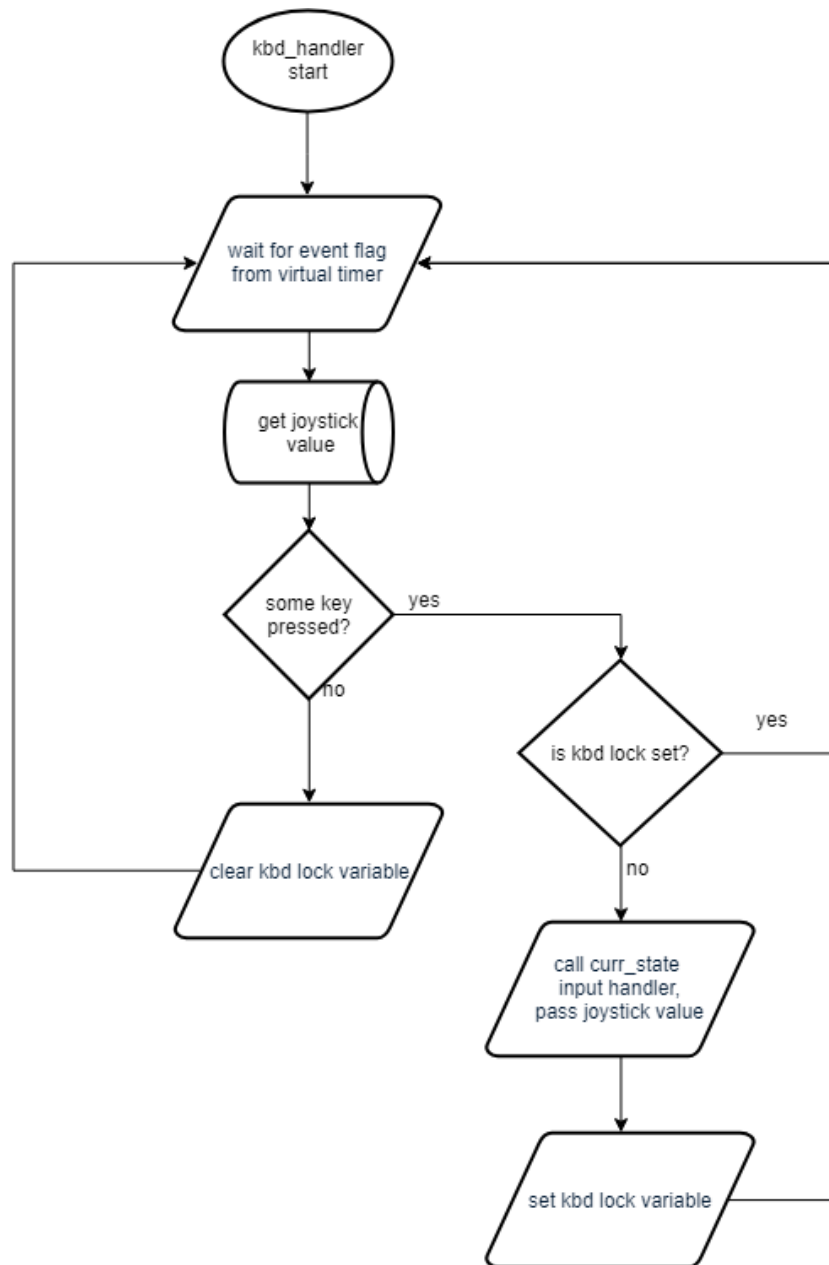 kbd_handler
start
wait for event flag
from virtual timer
get joystick
value
some key
pressed?
yes
no
is kbd lock set?
yes
clear kbd lock variable
no
call curr_state
input handler,
pass joystick value
set kbd lock variable